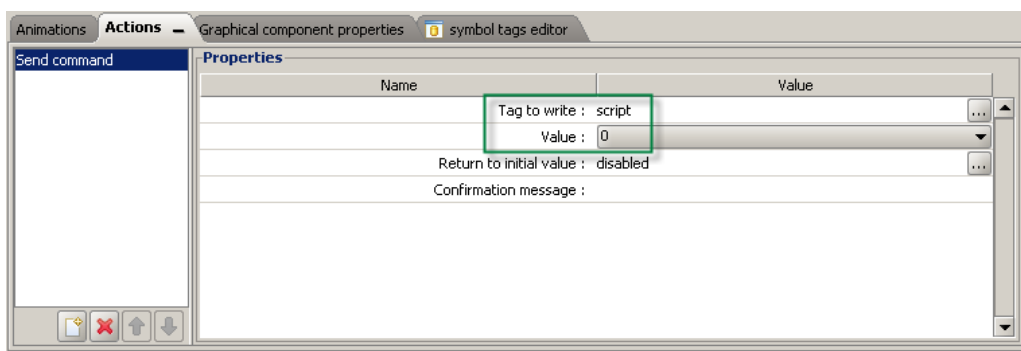 Animations Actions Graphical component properties symbol tags editor
Send command
Properties
Name Value
Tag to write : script ...
Value : 0
Return to initial value : disabled ...
Confirmation message :